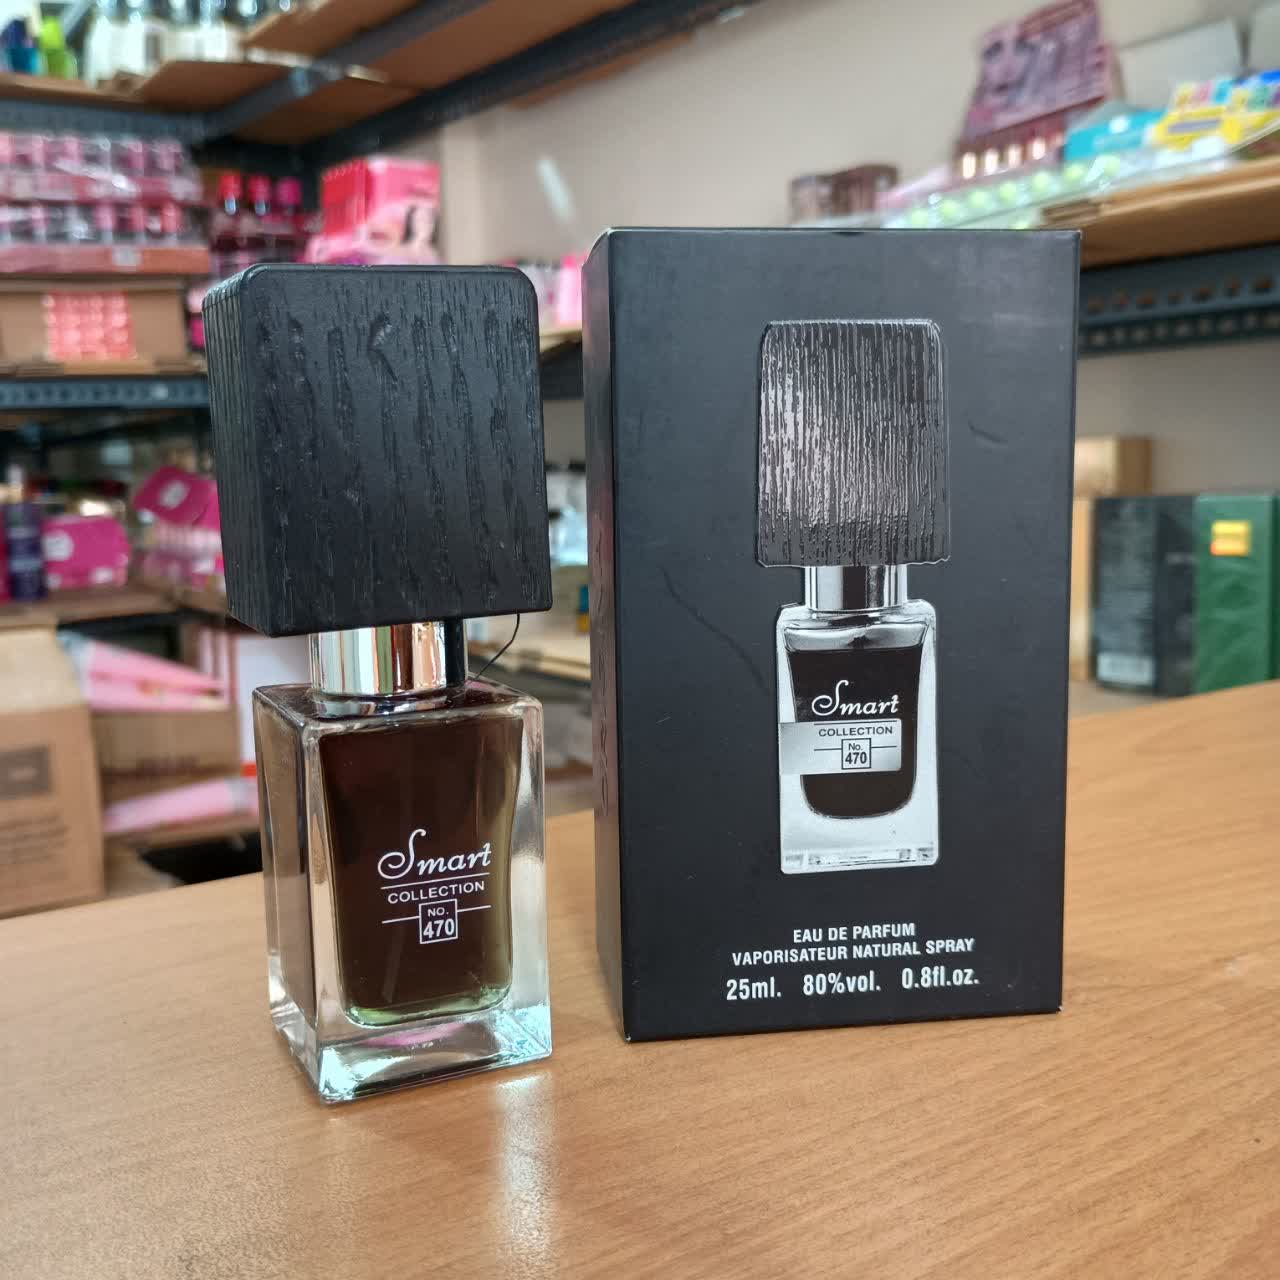 Smart
COLLECTION
NO.
470
Smart
COLLECTION
No.
470
EAU DE PARFUM
VAPORISATEUR NATURAL SPRAY
25ml. 80%vol. 0.8fl.oz.